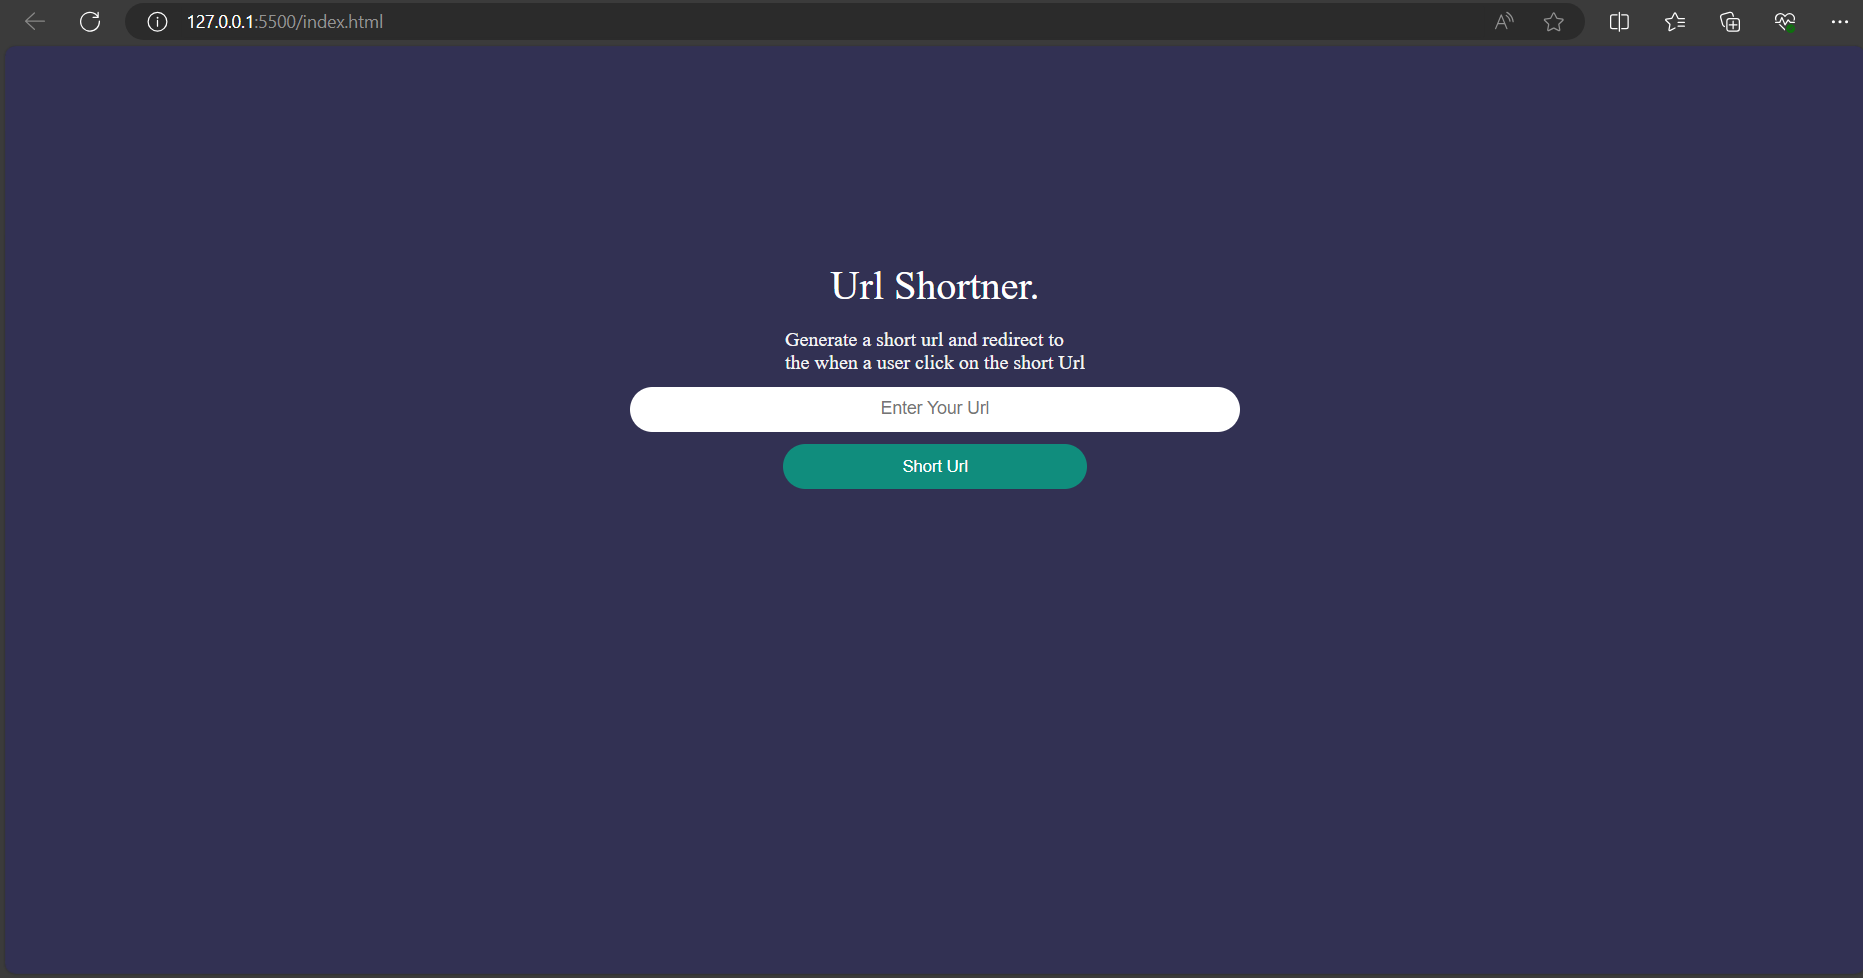 127.0.0.1:5500/index.html
Url Shortner.
Generate a short url and redirect to
the when a user click on the short Url
Enter Your Url
Short Url